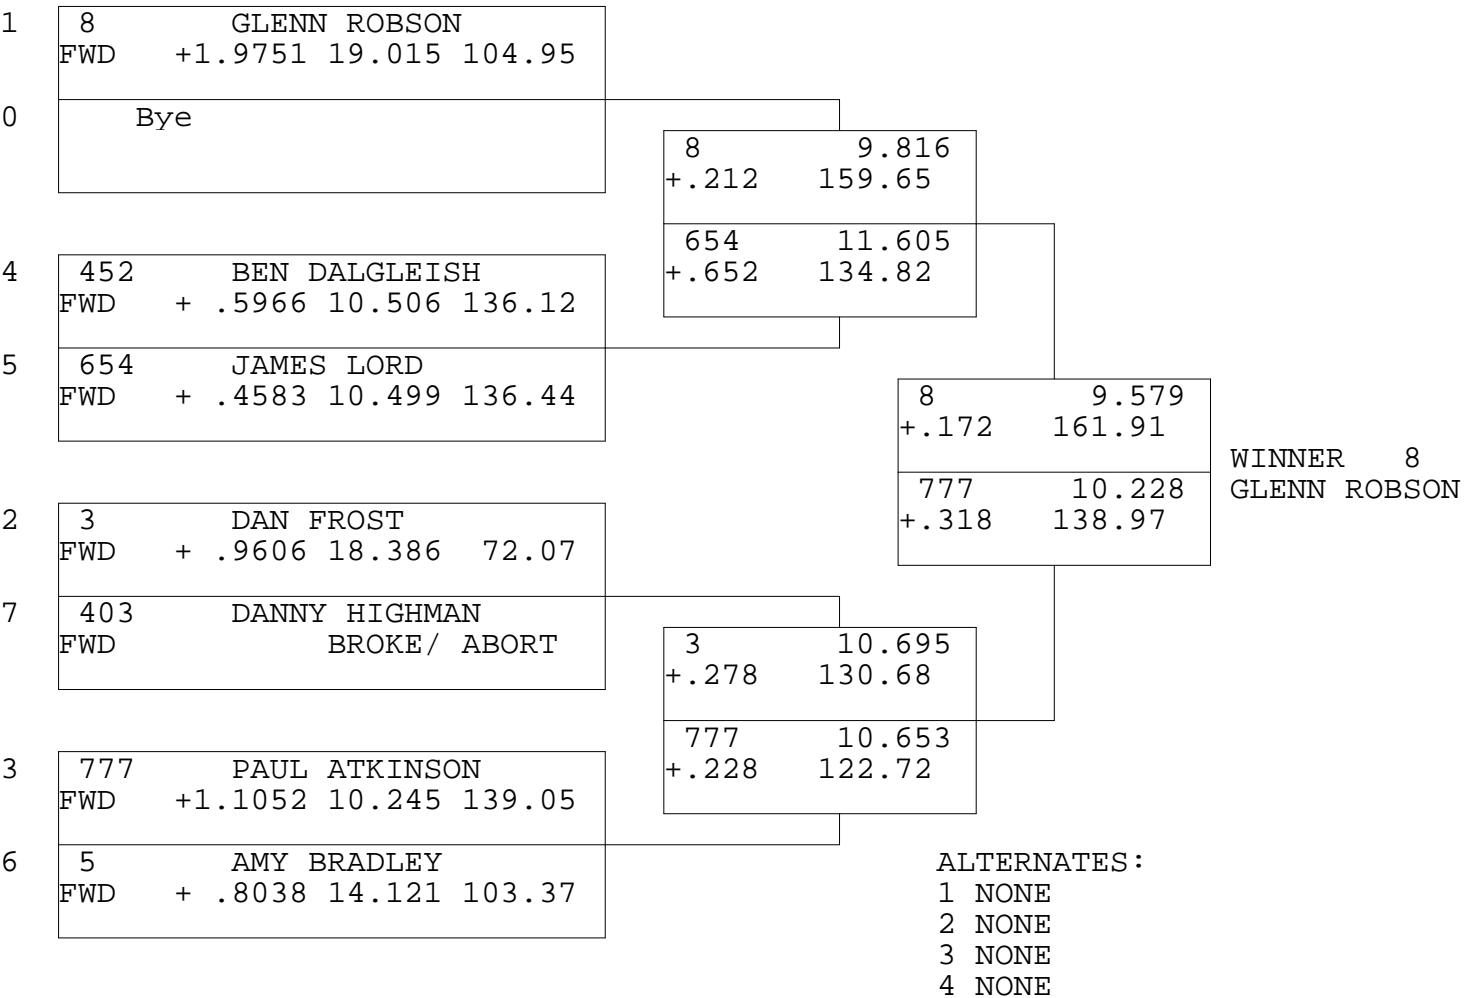 1 8 GLENN ROBSON
FWD +1.9751 19.015 104.95
0 Bye
8 9.816
+.212 159.65
654 11.605
+.652 134.82
4 452 BEN DALGLEISH
FWD + .5966 10.506 136.12
5 654 JAMES LORD
FWD + .4583 10.499 136.44
8 9.579
+.172 161.91
777 10.228
+.318 138.97
WINNER 8
GLENN ROBSON
2 3 DAN FROST
FWD + .9606 18.386 72.07
7 403 DANNY HIGHMAN
FWD BROKE/ ABORT
3 10.695
+.278 130.68
777 10.653
+.228 122.72
3 777 PAUL ATKINSON
FWD +1.1052 10.245 139.05
6 5 AMY BRADLEY
FWD + .8038 14.121 103.37
ALTERNATES:
1 NONE
2 NONE
3 NONE
4 NONE